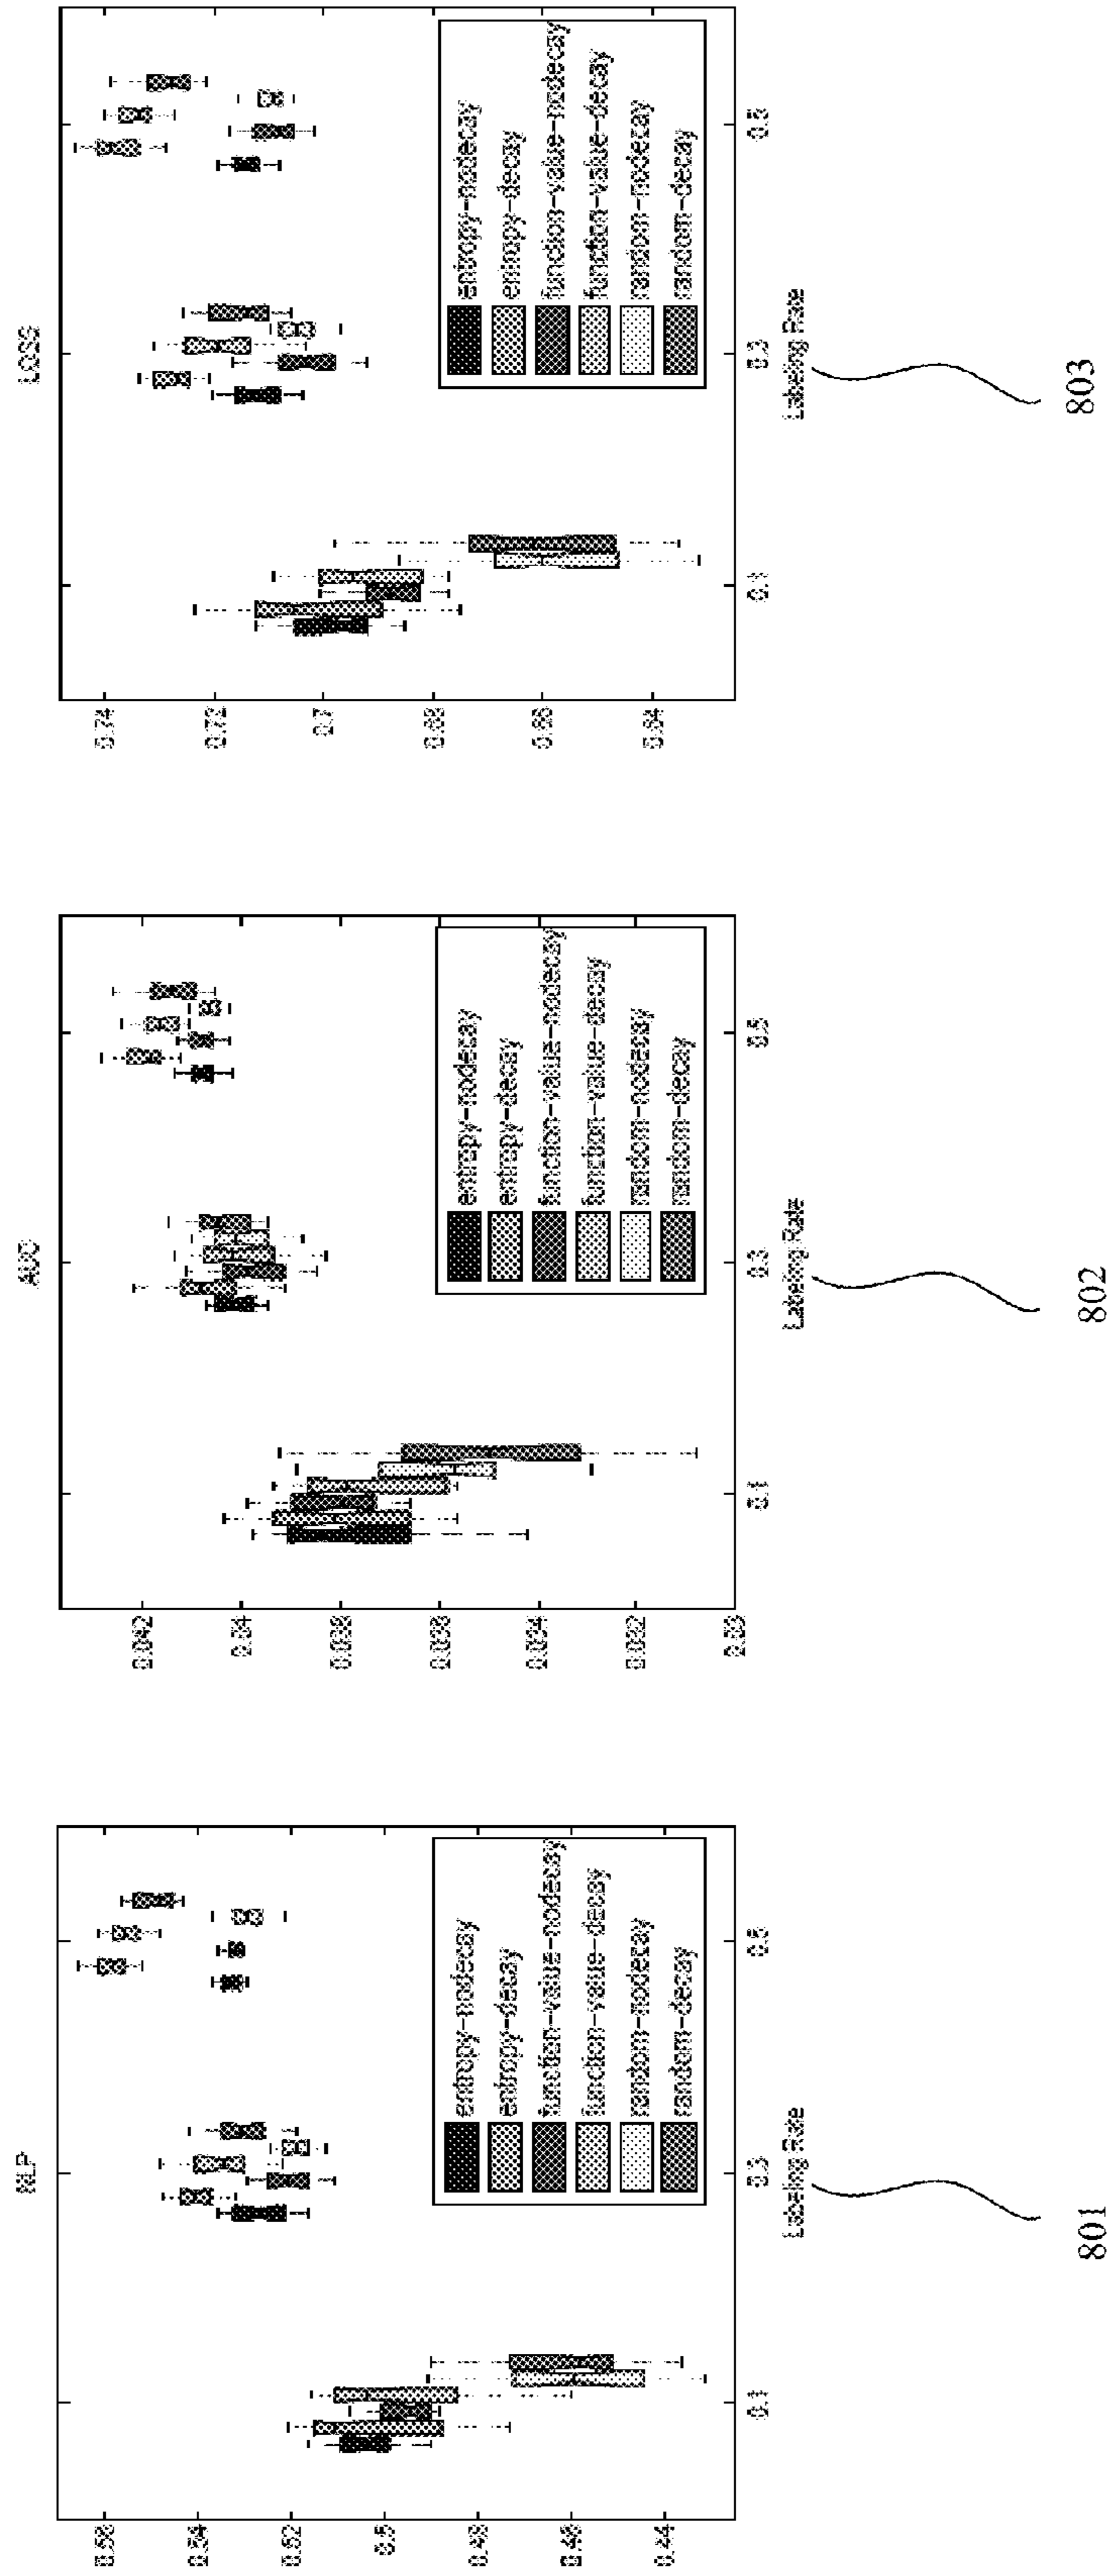 NLP
0.56
0.54
0.52
0.5
0.48
0.46
0.44
entropy-nodecay
entropy-decay
function-value-nodecay
function-value-decay
random-nodecay
random-decay
0.1
0.3
0.5
Labeling Rate
801
AUC
0.842
0.84
0.838
0.836
0.834
0.832
0.83
entropy-nodecay
entropy-decay
function-value-nodecay
function-value-decay
random-nodecay
random-decay
0.1
0.3
0.5
Labeling Rate
802
LOSS
0.74
0.72
0.7
0.68
0.66
0.64
entropy-nodecay
entropy-decay
function-value-nodecay
function-value-decay
random-nodecay
random-decay
0.1
0.3
0.5
Labeling Rate
803